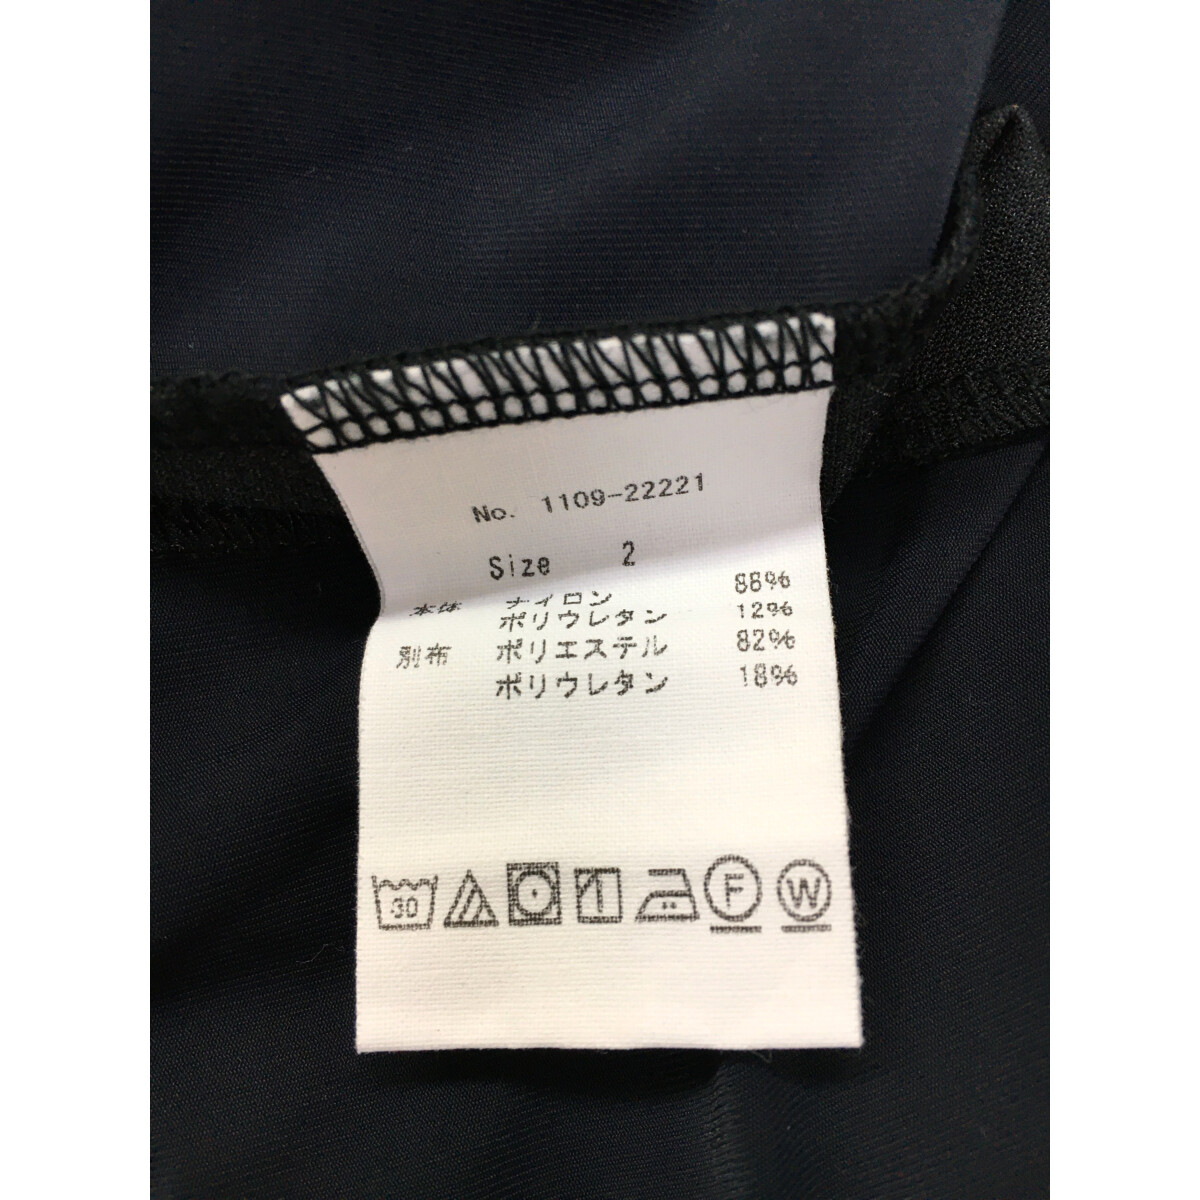 No. 1109-22221
Size 2
本体 ナイロン 88%
ポリウレタン 12%
別布 ポリエステル 82%
ポリウレタン 18%
30 F W